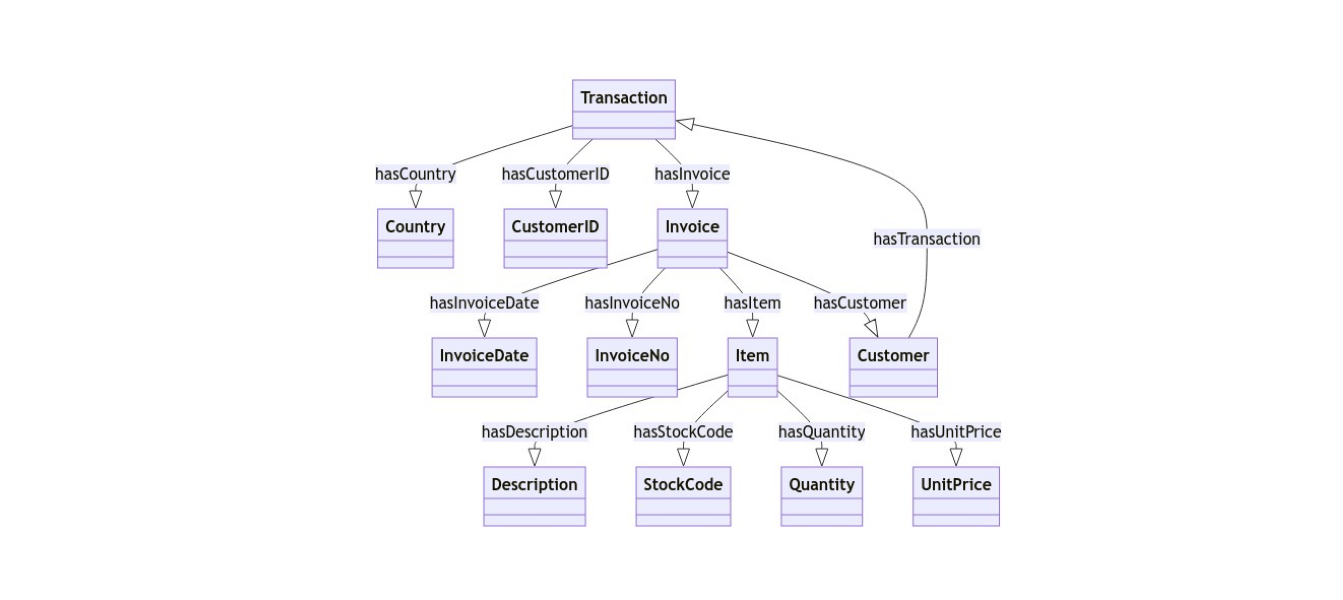 Transaction
hasCountry hasCustomerID hasInvoice
Country CustomerID Invoice
hasTransaction
hasInvoiceDate hasInvoiceNo hasItem hasCustomer
InvoiceDate InvoiceNo Item Customer
hasDescription hasStockCode hasQuantity hasUnitPrice
Description StockCode Quantity UnitPrice